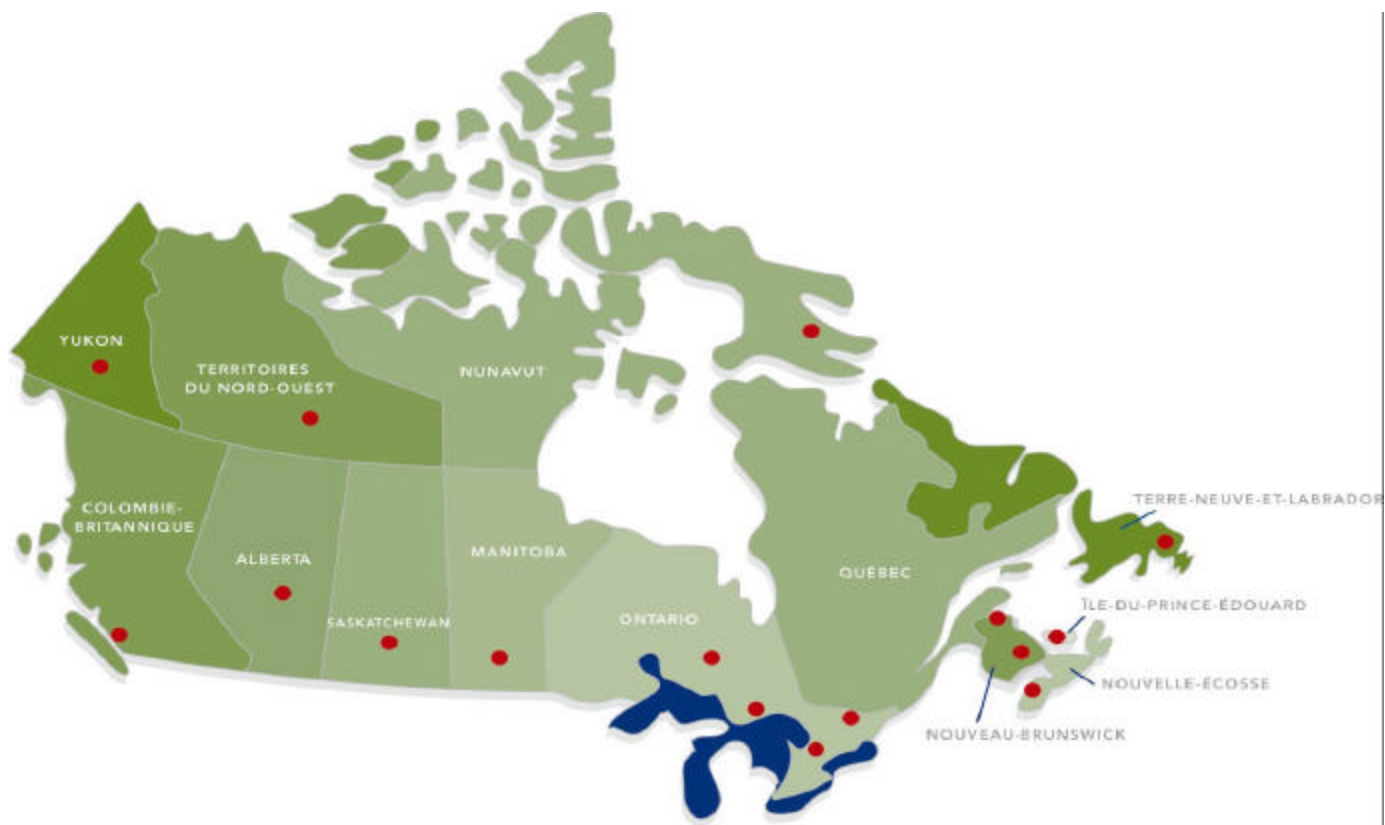 YUKON
TERRITOIRES
DU NORD-OUEST
NUNAVUT
COLOMBIE-
BRITANNIQUE
ALBERTA
SASKATCHEWAN
MANITOBA
ONTARIO
QUÉBEC
TERRE-NEUVE-ET-LABRADOR
ÎLE-DU-PRINCE-ÉDOUARD
NOUVELLE-ÉCOSSE
NOUVEAU-BRUNSWICK